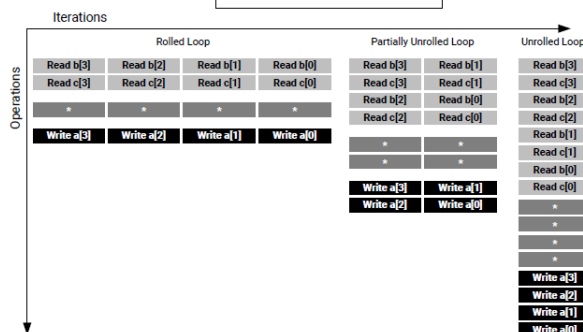 Iterations
Operations
Rolled Loop
Read b[3] Read b[2] Read b[1] Read b[0]
Read c[3] Read c[2] Read c[1] Read c[0]
* * * *
Write a[3] Write a[2] Write a[1] Write a[0]
Partially Unrolled Loop
Read b[3] Read b[1]
Read c[3] Read c[1]
Read b[2] Read b[0]
Read c[2] Read c[0]
* *
* *
Write a[3] Write a[1]
Write a[2] Write a[0]
Unrolled Loop
Read b[3]
Read c[3]
Read b[2]
Read c[2]
Read b[1]
Read c[1]
Read b[0]
Read c[0]
*
*
*
*
Write a[3]
Write a[2]
Write a[1]
Write a[0]